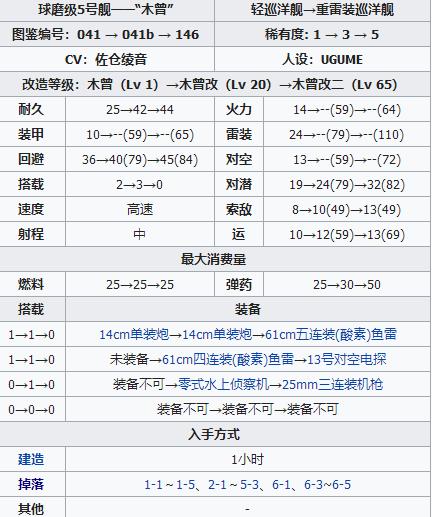 球磨级5号舰——“木曾” 轻巡洋舰→重雷装巡洋舰
图鉴编号：041 → 041b → 146 稀有度: 1 → 3 → 5
CV：佐仓绫音 人设：UGUME
改造等级：木曾（Lv 1）→木曾改（Lv 20）→木曾改二（Lv 65）
耐久 25→42→44 火力 14→--(59)→--(64)
装甲 10→--(59)→--(65) 雷装 24→--(79)→--(110)
回避 36→40(79)→45(84) 对空 13→--(59)→--(72)
搭载 2→3→0 对潜 19→24(79)→32(82)
速度 高速 索敌 8→10(49)→13(49)
射程 中 运 10→12(59)→13(69)
最大消费量
燃料 25→25→25 弹药 25→30→50
搭载 装备
1→1→0 14cm单装炮→14cm单装炮→61cm五连装(酸素)鱼雷
1→1→0 未装备→61cm四连装(酸素)鱼雷→13号对空电探
0→1→0 装备不可→零式水上侦察机→25mm三连装机枪
0→0→0 装备不可→装备不可→装备不可
入手方式
建造 1小时
掉落 1-1～1-5、2-1～5-3、6-1、6-3~6-5
其他 -